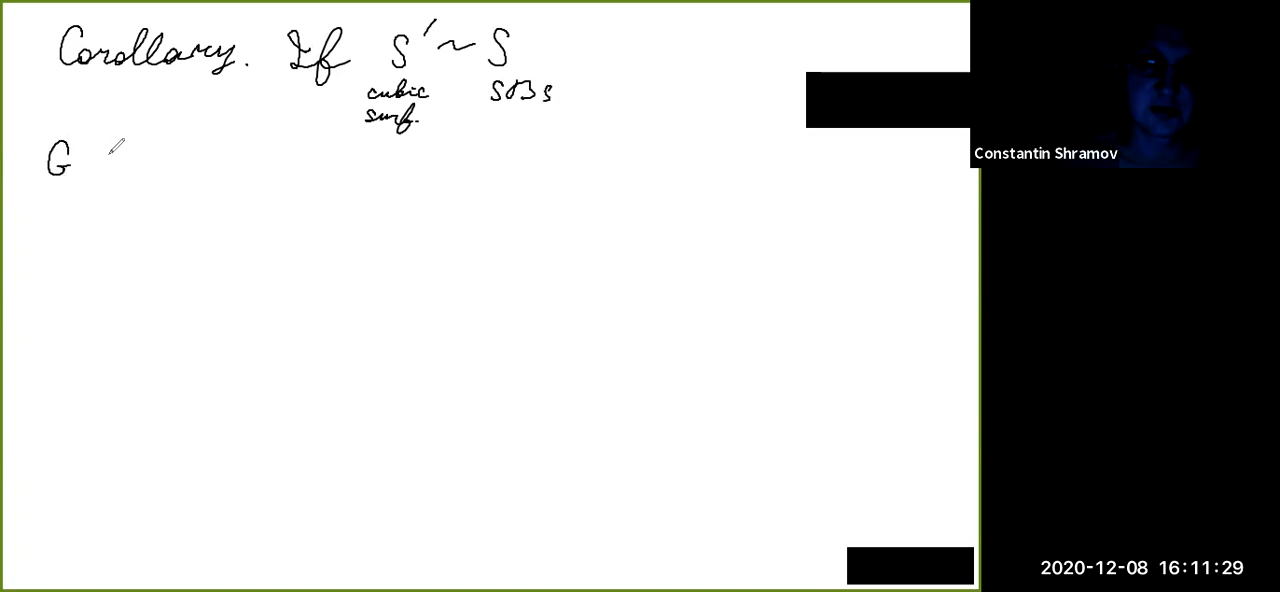 Corollary. If S' ~ S
cubic SBs
surf.
G
Constantin Shramov
2020-12-08 16:11:29